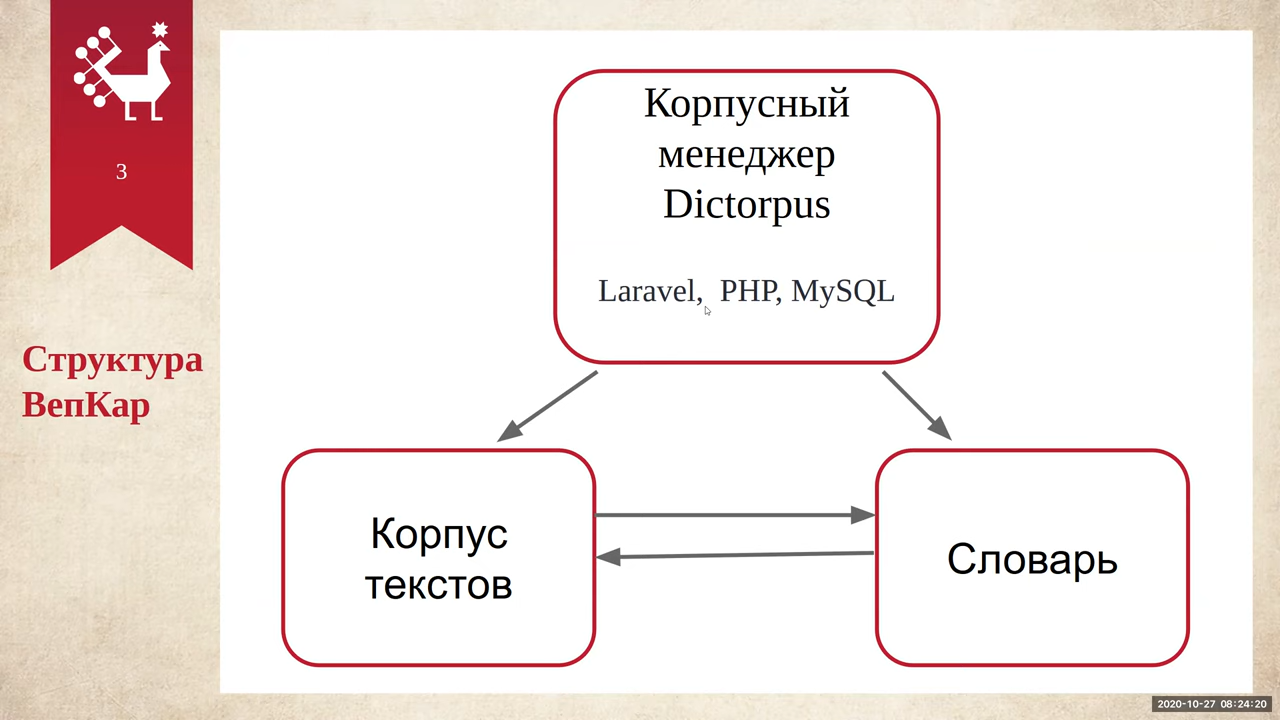 3
Структура
ВепКар
Корпусный
менеджер
Dictorpus
Laravel, PHP, MySQL
Корпус
текстов
Словарь
2020-10-27 08:24:20